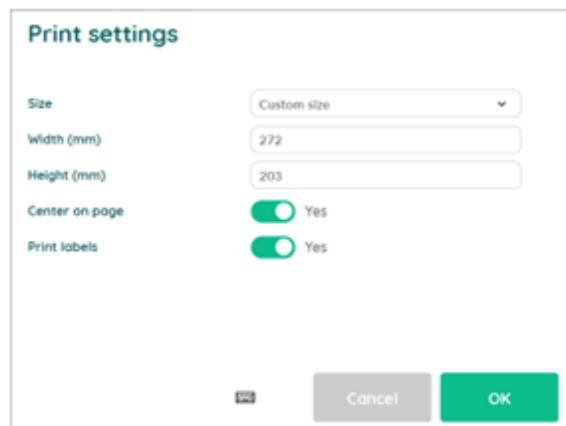 Print settings
Size
Custom size
Width (mm)
272
Height (mm)
203
Center on page
Yes
Print labels
Yes
Cancel
OK